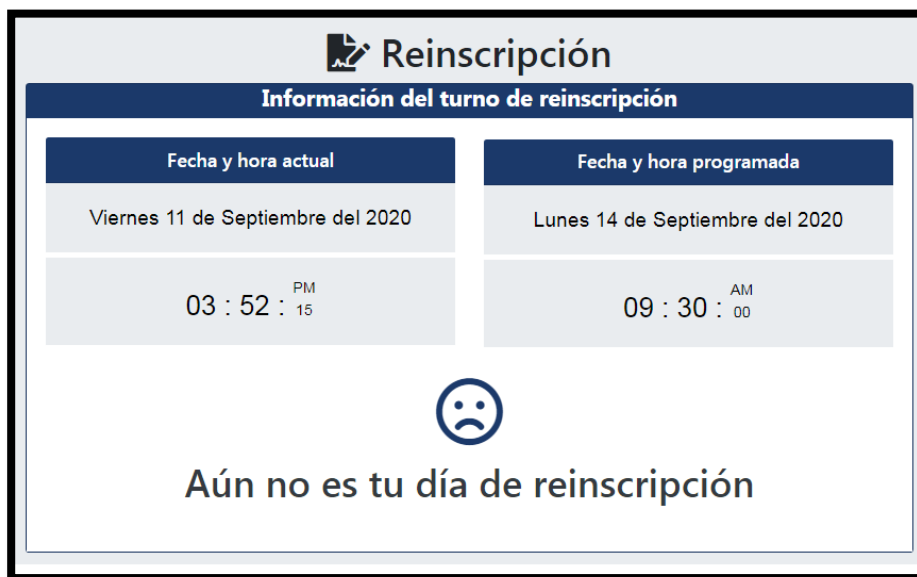 Reinscripción
Información del turno de reinscripción
Fecha y hora actual
Viernes 11 de Septiembre del 2020
03 : 52 : PM 15
Fecha y hora programada
Lunes 14 de Septiembre del 2020
09 : 30 : AM 00
Aún no es tu día de reinscripción